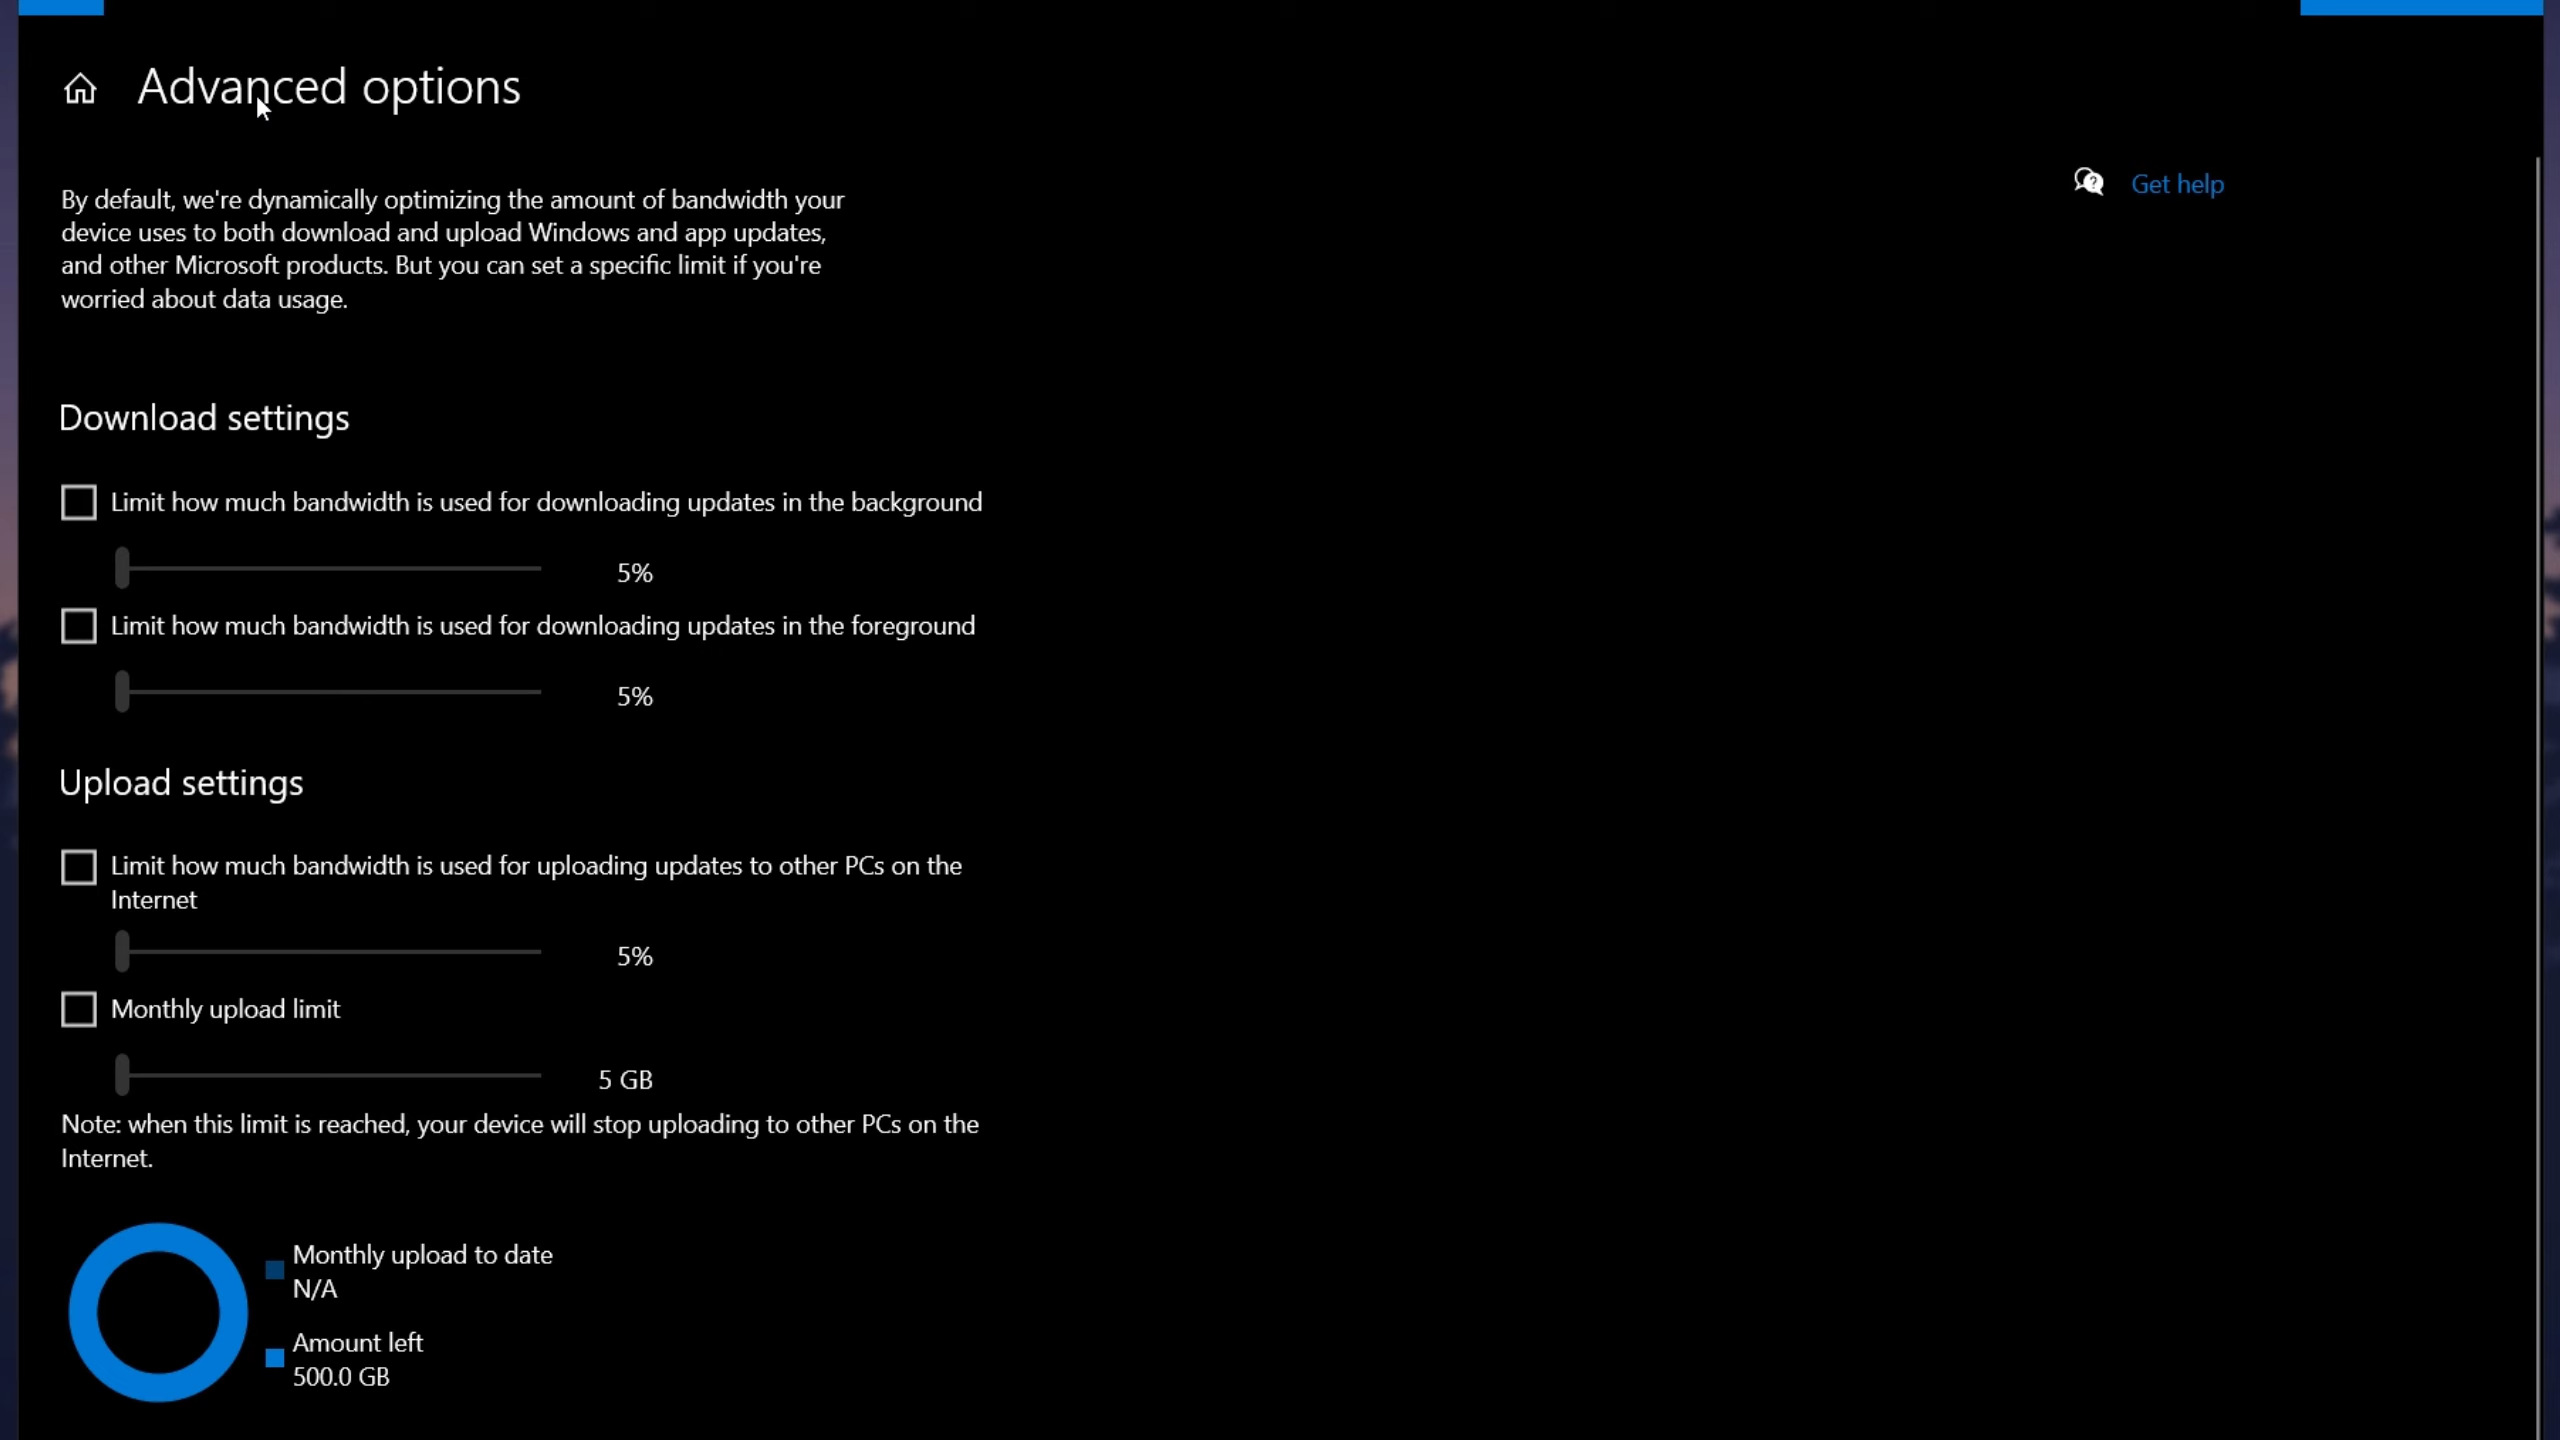 Advanced options
Get help
By default, we're dynamically optimizing the amount of bandwidth your
device uses to both download and upload Windows and app updates,
and other Microsoft products. But you can set a specific limit if you're
worried about data usage.
Download settings
Limit how much bandwidth is used for downloading updates in the background
5%
Limit how much bandwidth is used for downloading updates in the foreground
5%
Upload settings
Limit how much bandwidth is used for uploading updates to other PCs on the
Internet
5%
Monthly upload limit
5 GB
Note: when this limit is reached, your device will stop uploading to other PCs on the
Internet.
Monthly upload to date
N/A
Amount left
500.0 GB